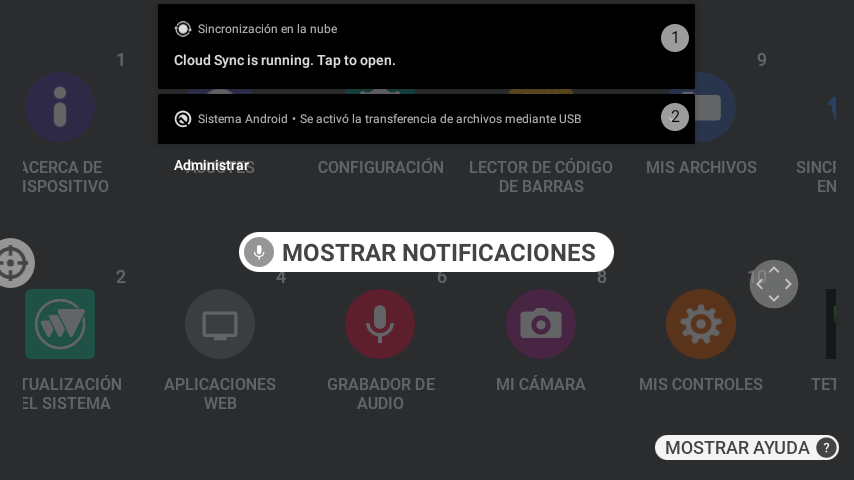 Sincronización en la nube
1
Cloud Sync is running. Tap to open.
Sistema Android • Se activó la transferencia de archivos mediante USB
2
Administrar
1
9
ACERCA DE
ISPOSITIVO
AJUSTES
CONFIGURACIÓN
LECTOR DE CÓDIGO
DE BARRAS
MIS ARCHIVOS
SINCR
EN
MOSTRAR NOTIFICACIONES
2
4
6
8
10
TUALIZACIÓN
EL SISTEMA
APLICACIONES
WEB
GRABADOR DE
AUDIO
MI CÁMARA
MIS CONTROLES
TET
MOSTRAR AYUDA ?